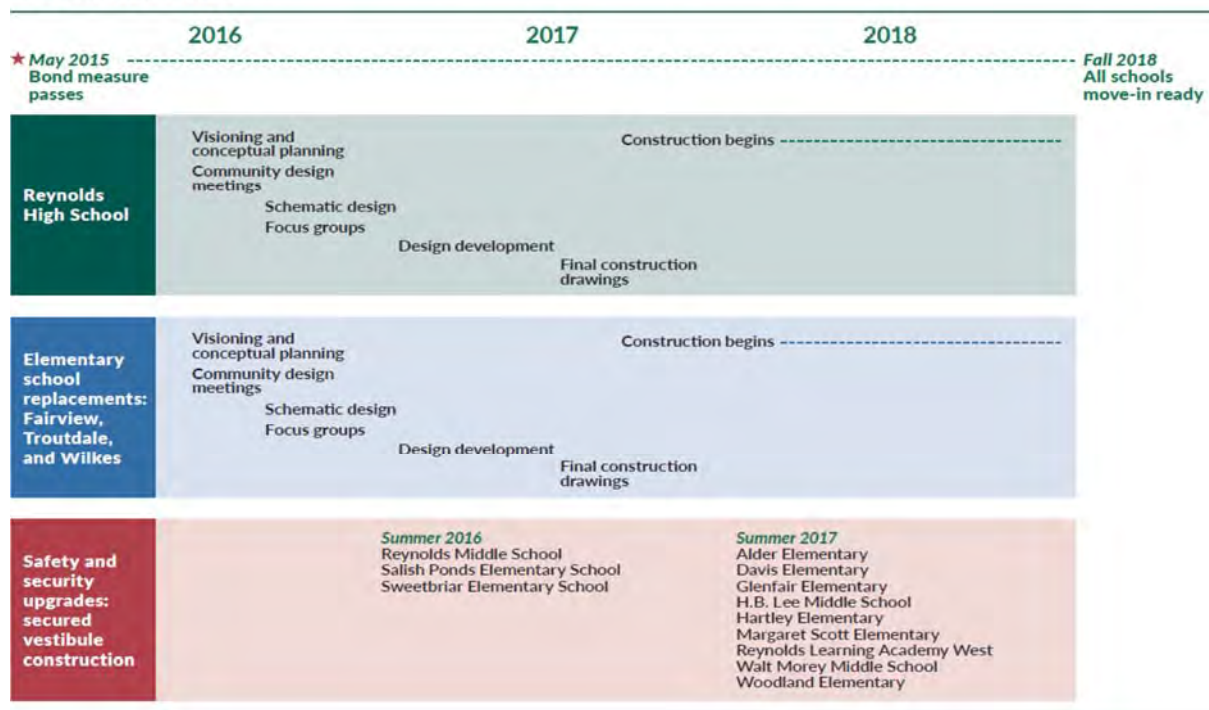 2016 2017 2018
★ May 2015
Bond measure
passes
Fall 2018
All schools
move-in ready
Reynolds
High School
Visioning and
conceptual planning
Community design
meetings
Schematic design
Focus groups
Design development
Final construction
drawings
Construction begins
Elementary
school
replacements:
Fairview,
Troutdale,
and Wilkes
Visioning and
conceptual planning
Community design
meetings
Schematic design
Focus groups
Design development
Final construction
drawings
Construction begins
Safety and
security
upgrades:
secured
vestibule
construction
Summer 2016
Reynolds Middle School
Salish Ponds Elementary School
Sweetbriar Elementary School
Summer 2017
Alder Elementary
Davis Elementary
Glenfair Elementary
H.B. Lee Middle School
Hartley Elementary
Margaret Scott Elementary
Reynolds Learning Academy West
Walt Morey Middle School
Woodland Elementary